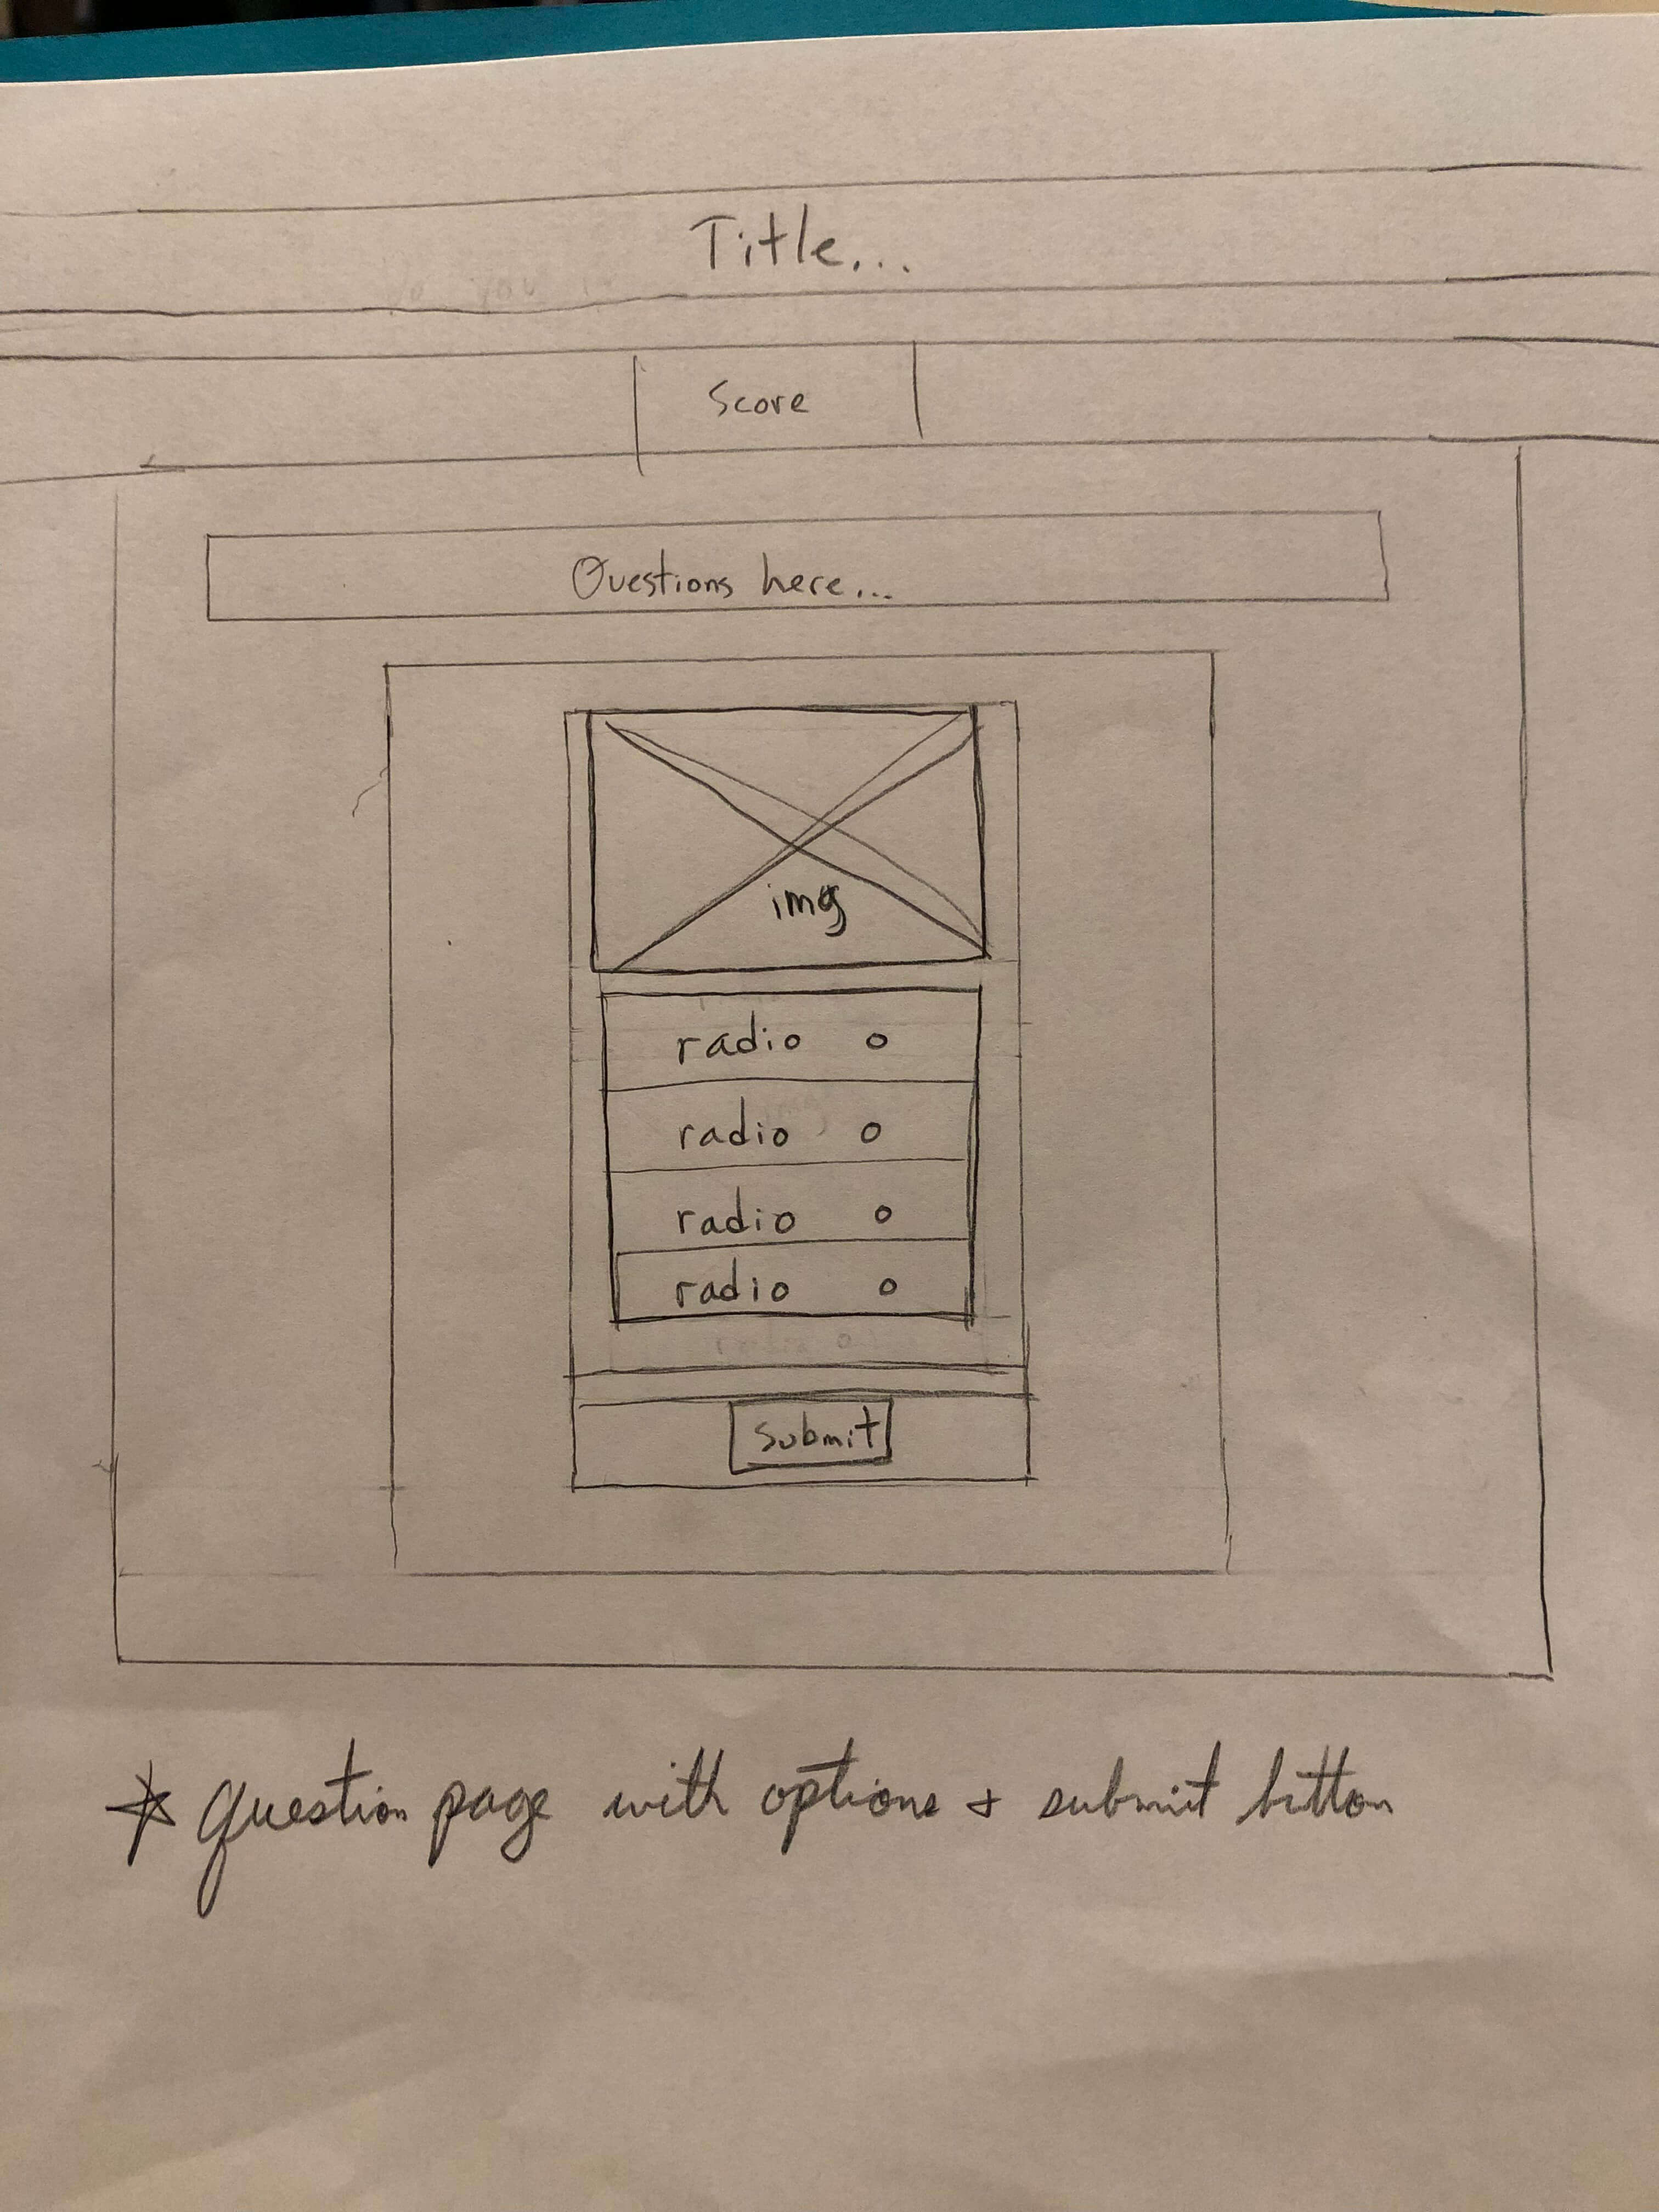 Title...
Score
Questions here...
img
radio o
radio o
radio o
radio o
Submit
* Question page with options + submit button